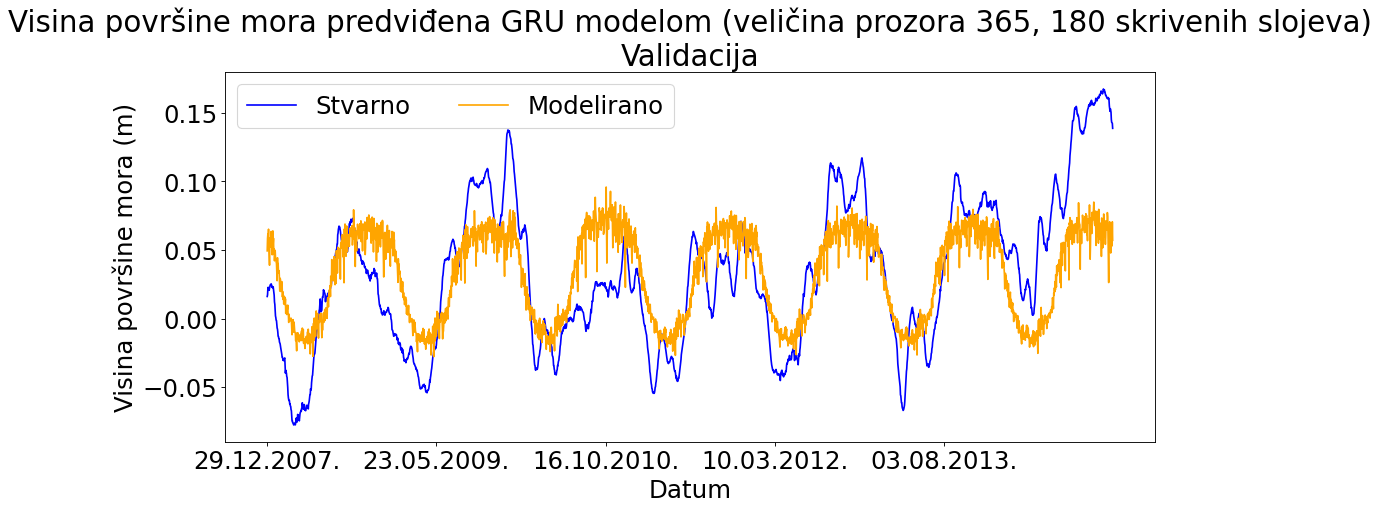 Visina površine mora predviđena GRU modelom (veličina prozora 365, 180 skrivenih slojeva)
Validacija
Stvarno
Modelirano
Visina površine mora (m)
0.15
0.10
0.05
0.00
−0.05
29.12.2007.
23.05.2009.
16.10.2010.
10.03.2012.
03.08.2013.
Datum